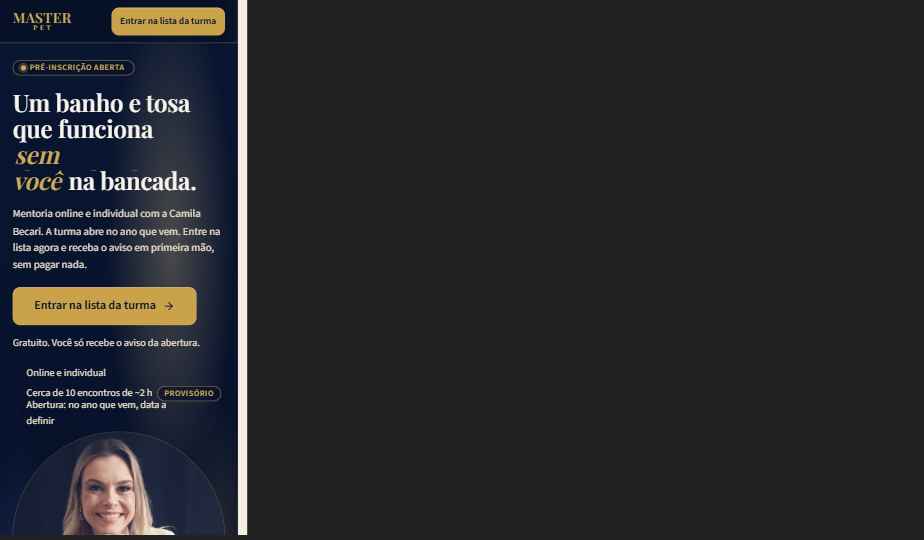 MASTER
PET
Entrar na lista da turma
PRÉ-INSCRIÇÃO ABERTA
Um banho e tosa
que funciona
sem
você na bancada.
Mentoria online e individual com a Camila
Becari. A turma abre no ano que vem. Entre na
lista agora e receba o aviso em primeira mão,
sem pagar nada.
Entrar na lista da turma →
Gratuito. Você só recebe o aviso da abertura.
Online e individual
Cerca de 10 encontros de ~2 h PROVISÓRIO
Abertura: no ano que vem, data a
definir